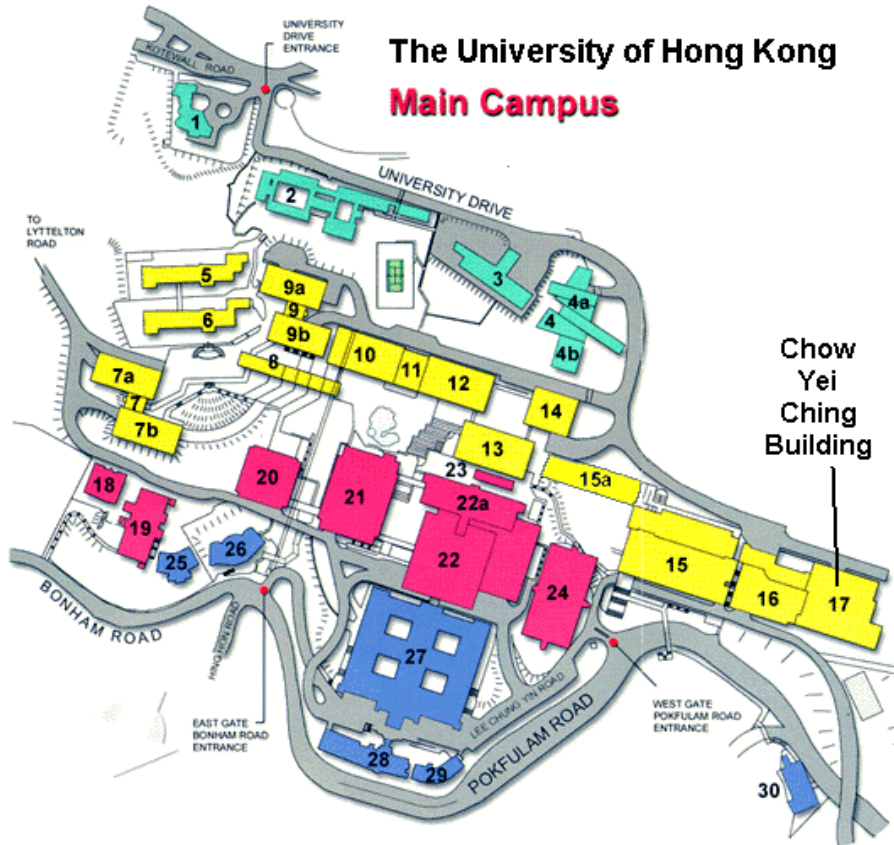 The University of Hong Kong
Main Campus
UNIVERSITY
DRIVE
ENTRANCE
KOTEWALL ROAD
1
UNIVERSITY DRIVE
2
TO
LYTTELTON
ROAD
3
4a
4
4b
5
6
9a
9
9b
8
10
11
12
7a
7
7b
14
13
Chow
Yei
Ching
Building
23
15a
18
19
20
21
22a
22
24
15
16
17
25
26
27
BONHAM ROAD
HING HON ROAD
EAST GATE
BONHAM ROAD
ENTRANCE
LEE CHUNG YIN ROAD
POKFULAM ROAD
WEST GATE
POKFULAM ROAD
ENTRANCE
28
29
30